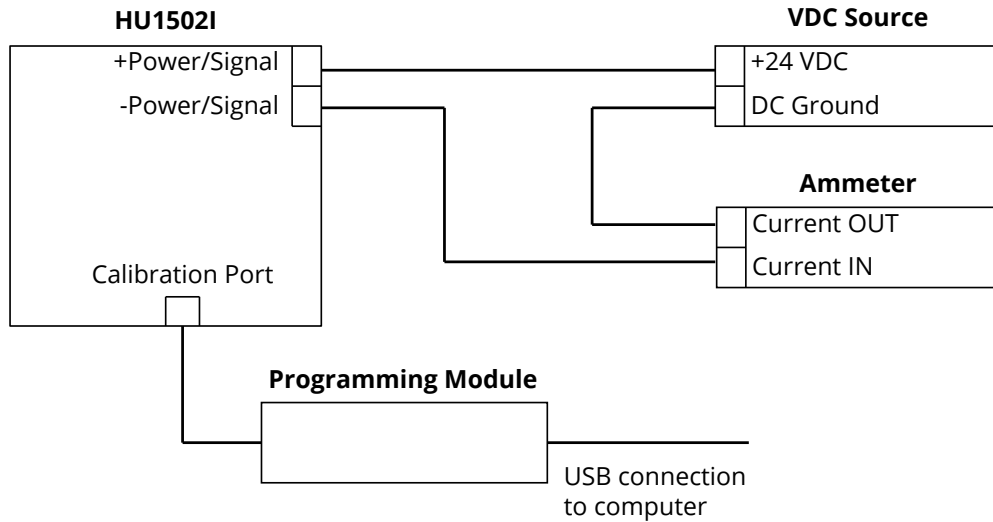 HU1502I
VDC Source
+Power/Signal
-Power/Signal
+24 VDC
DC Ground
Ammeter
Current OUT
Current IN
Calibration Port
Programming Module
USB connection
to computer